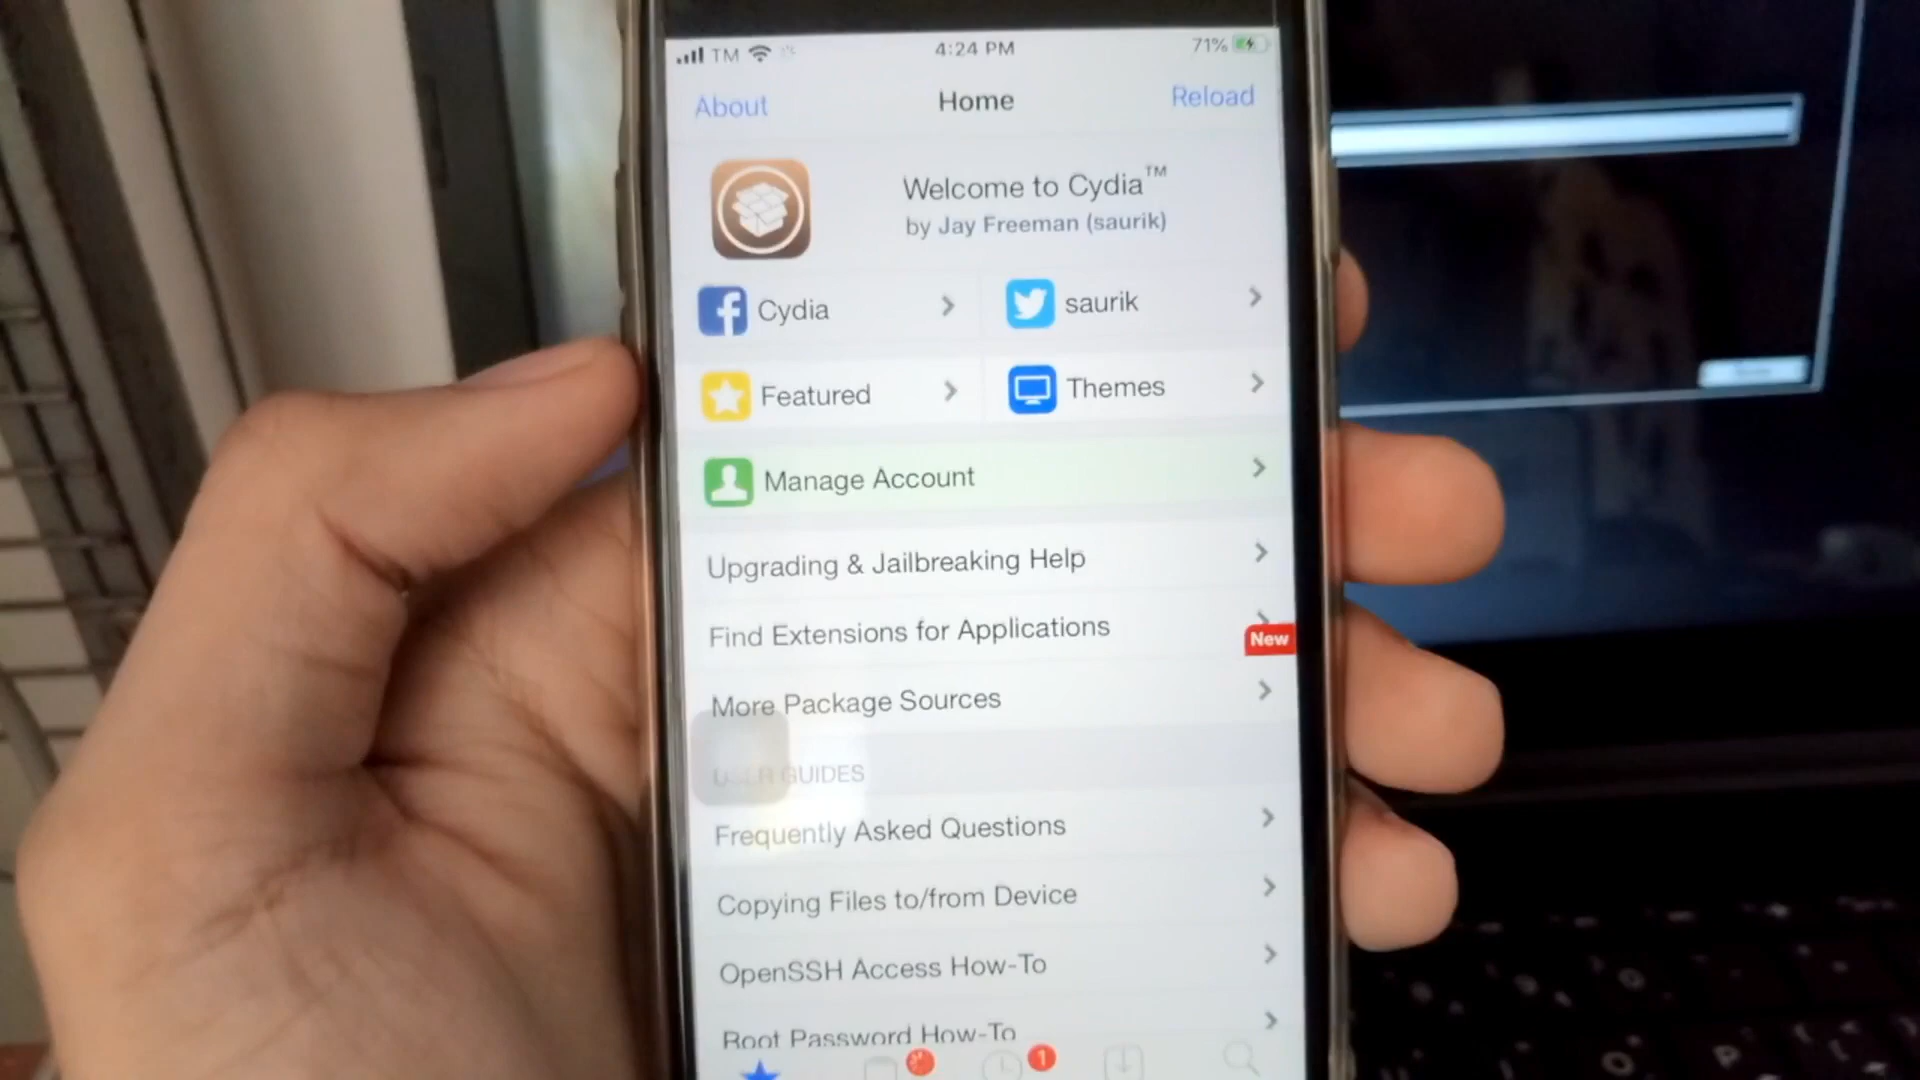 TM 4:24 PM 71%
About Home Reload
Welcome to Cydia™
by Jay Freeman (saurik)
Cydia saurik
Featured Themes
Manage Account
Upgrading & Jailbreaking Help
Find Extensions for Applications
New
More Package Sources
USER GUIDES
Frequently Asked Questions
Copying Files to/from Device
OpenSSH Access How-To
Root Password How-To
1